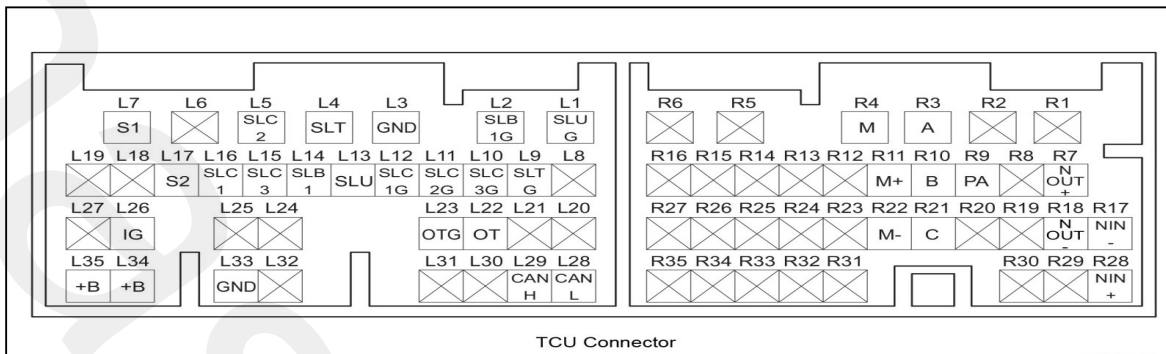 L7 L6 L5 L4 L3 L2 L1 R6 R5 R4 R3 R2 R1
S1 SLC 2 SLT GND SLB 1G SLU G M A
L19 L18 L17 L16 L15 L14 L13 L12 L11 L10 L9 L8 R16 R15 R14 R13 R12 R11 R10 R9 R8 R7
S2 SLC 1 SLC 3 SLB 1 SLU SLC 1G SLC 2G SLC 3G SLT G M+ B PA N OUT +
L27 L26 L25 L24 L23 L22 L21 L20 R27 R26 R25 R24 R23 R22 R21 R20 R19 R18 R17
IG OTG OT M- C N OUT - NIN -
L35 L34 L33 L32 L31 L30 L29 L28 R35 R34 R33 R32 R31 R30 R29 R28
+B +B GND CAN H CAN L NIN +
TCU Connector